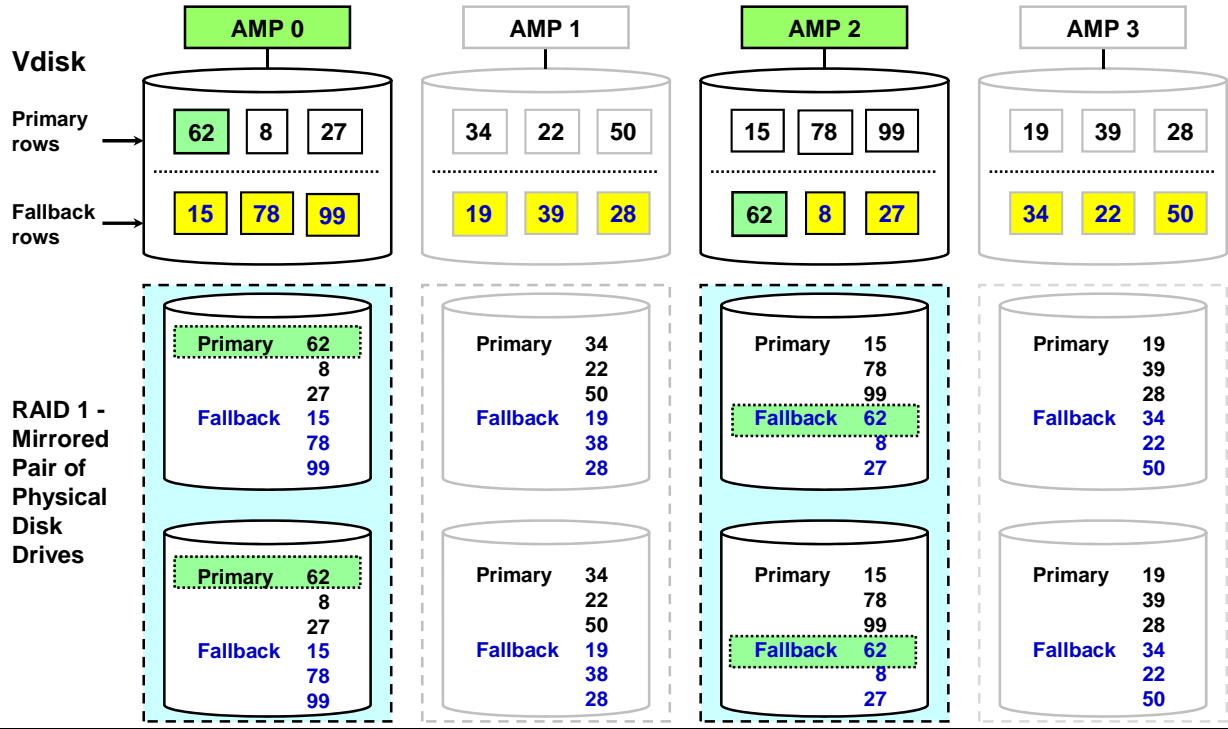 AMP 0 AMP 1 AMP 2 AMP 3
Vdisk
Primary
rows
62 8 27 34 22 50 15 78 99 19 39 28
Fallback
rows
15 78 99 19 39 28 62 8 27 34 22 50
RAID 1 -
Mirrored
Pair of
Physical
Disk
Drives
Primary 62
8
27
Fallback 15
78
99
Primary 34
22
50
Fallback 19
38
28
Primary 15
78
99
Fallback 62
8
27
Primary 19
39
28
Fallback 34
22
50
Primary 62
8
27
Fallback 15
78
99
Primary 34
22
50
Fallback 19
38
28
Primary 15
78
99
Fallback 62
8
27
Primary 19
39
28
Fallback 34
22
50